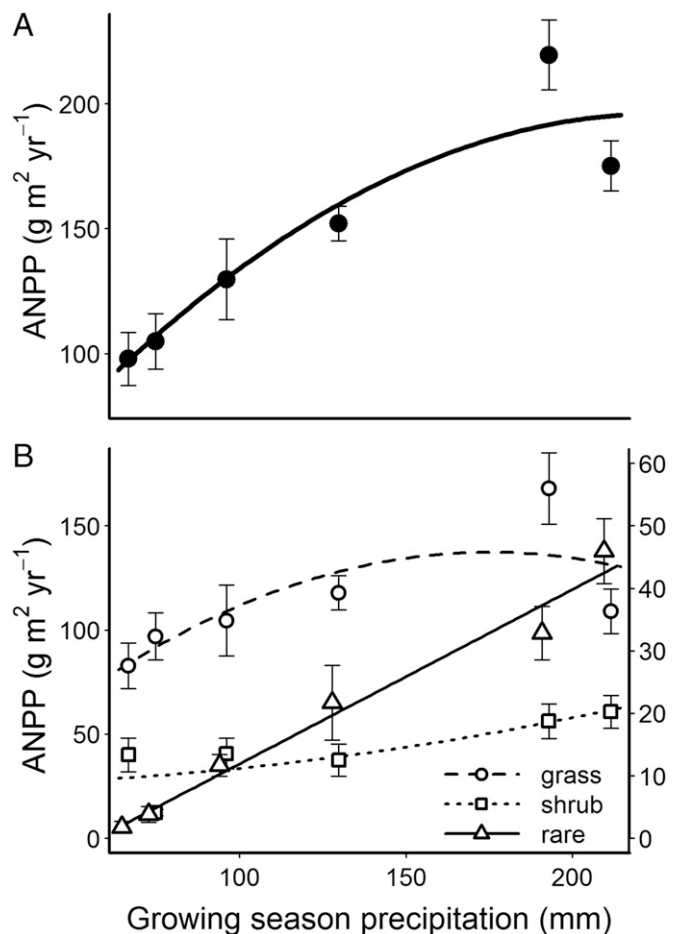 A
200
150
100
ANPP (g m² yr⁻¹)
B
150
100
50
0
ANPP (g m² yr⁻¹)
60
50
40
30
20
10
0
grass
shrub
rare
100 150 200
Growing season precipitation (mm)